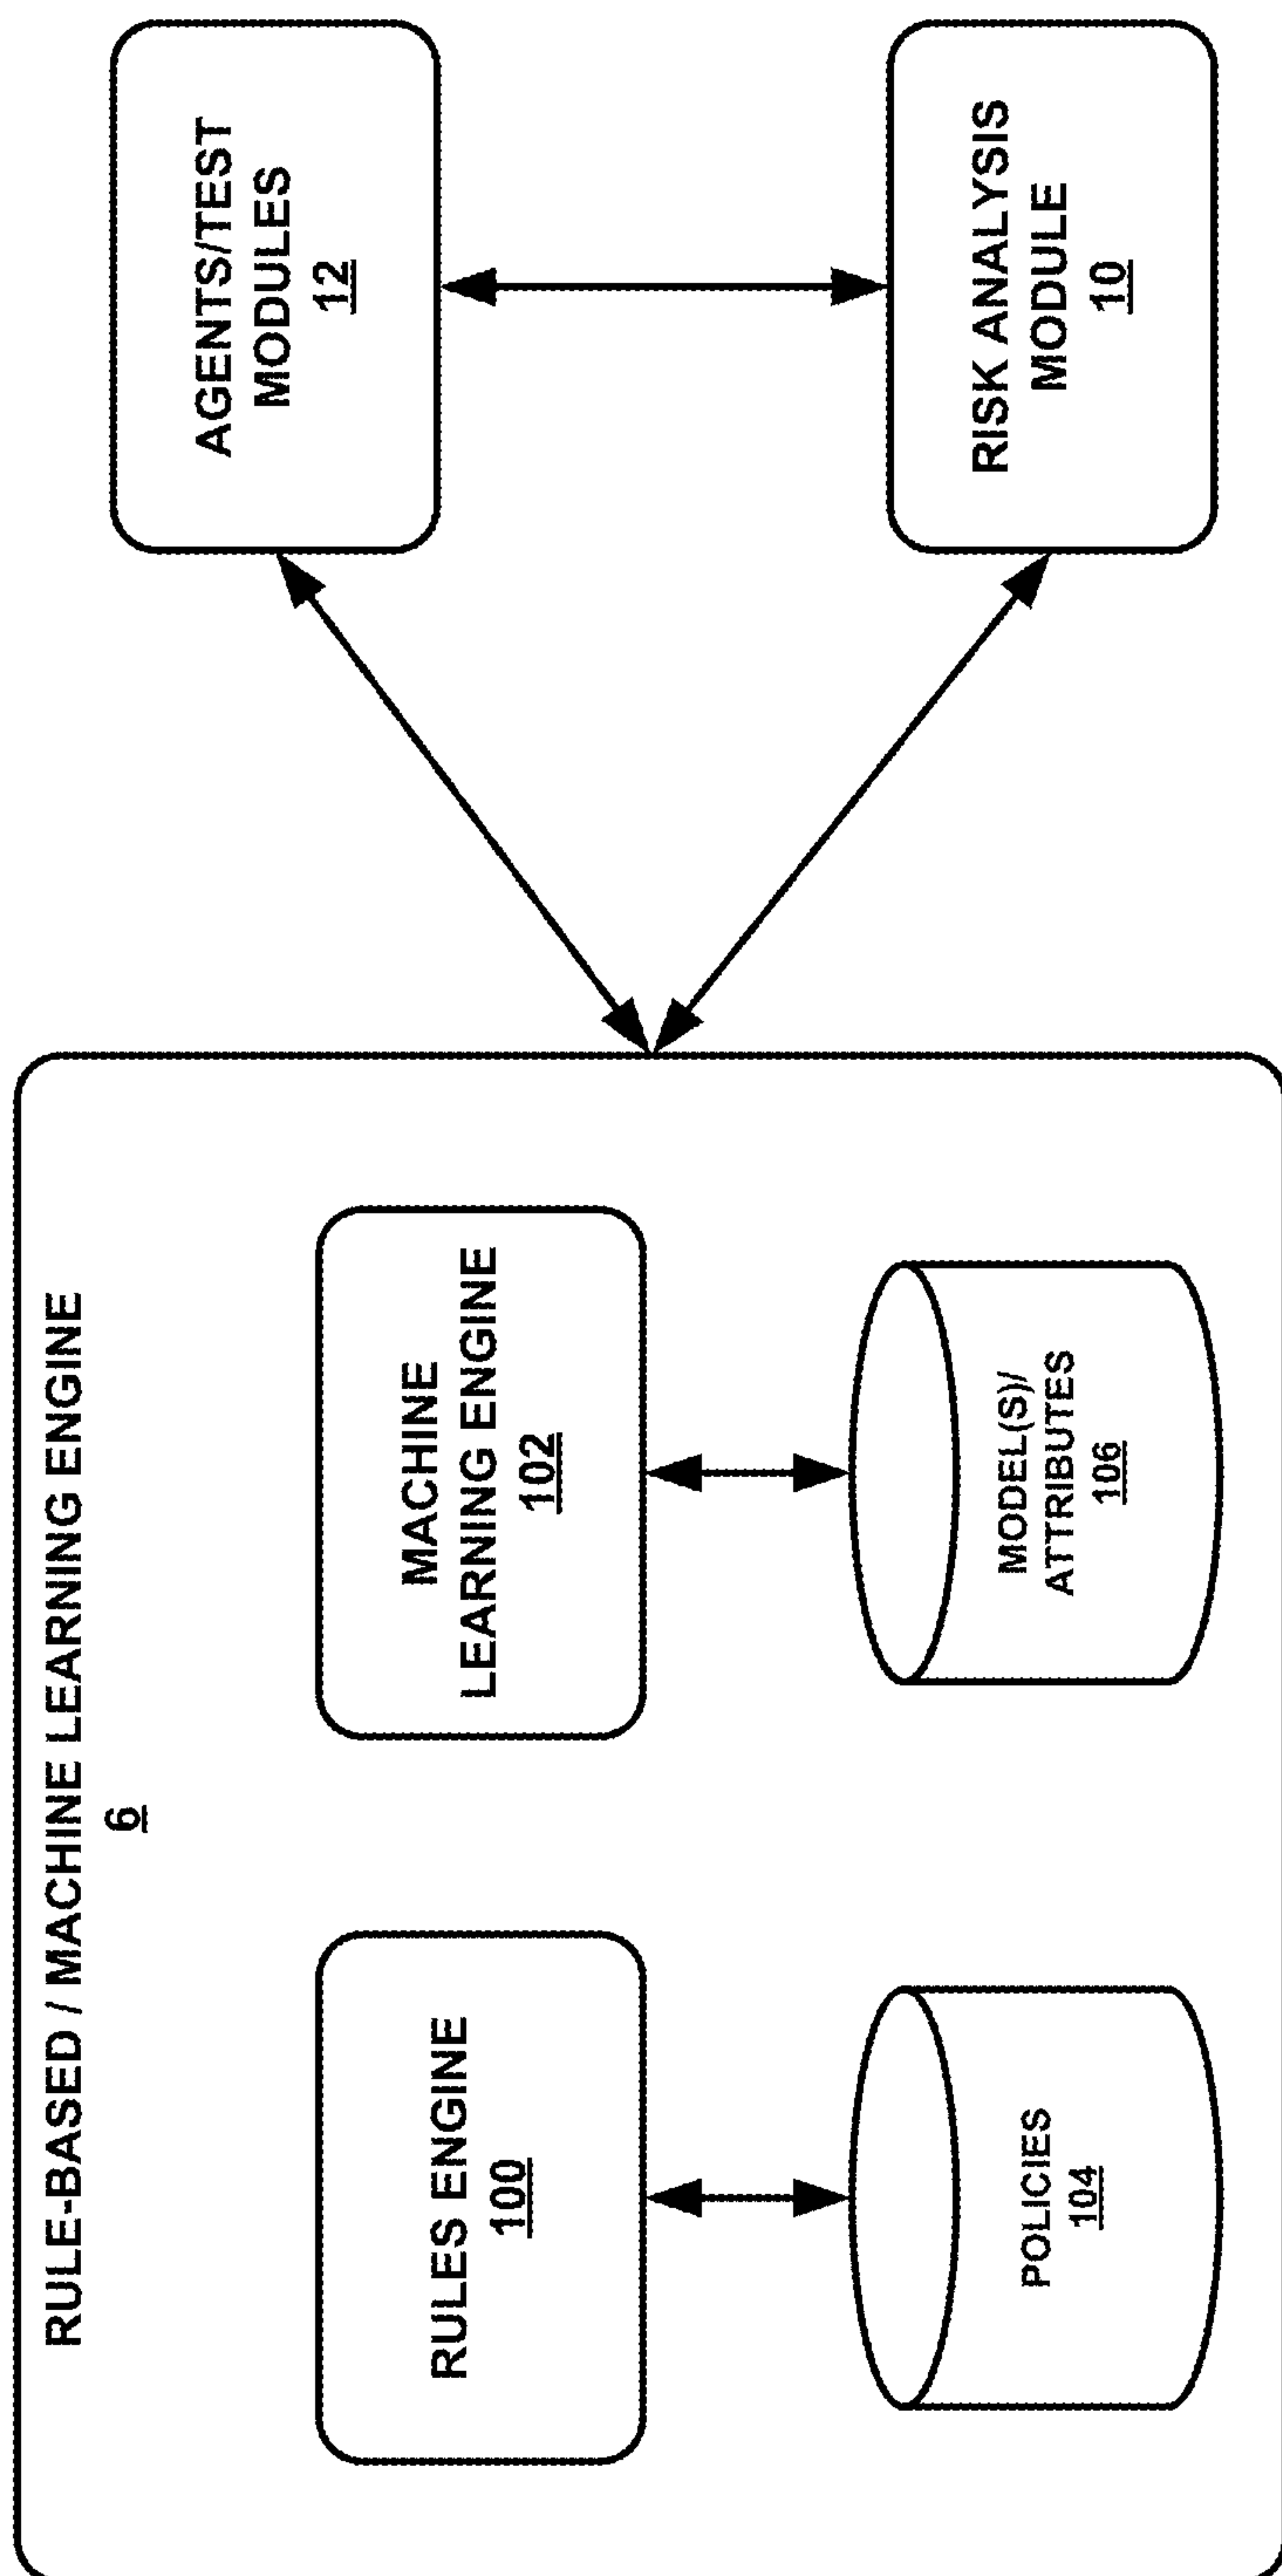 RULE-BASED / MACHINE LEARNING ENGINE
6
RULES ENGINE
100
POLICIES
104
MACHINE
LEARNING ENGINE
102
MODEL(S)/
ATTRIBUTES
106
AGENTS/TEST
MODULES
12
RISK ANALYSIS
MODULE
10